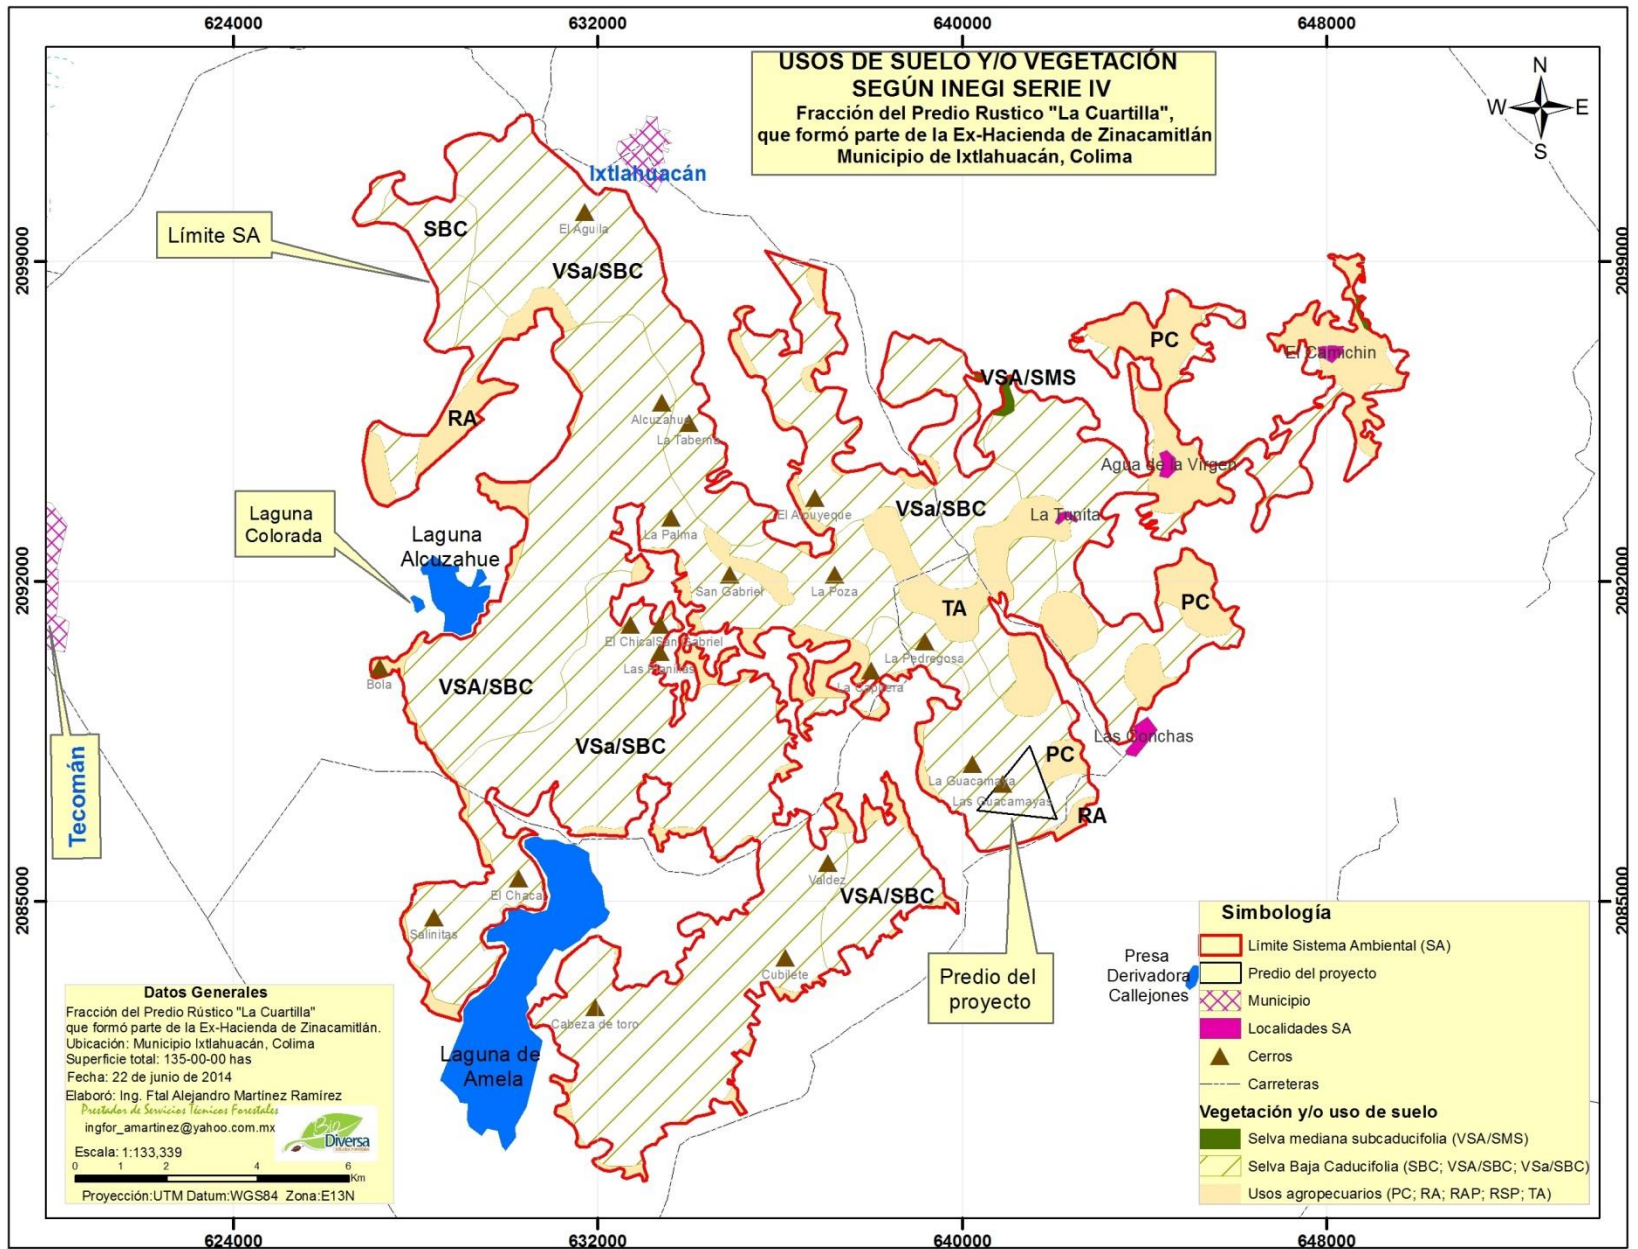 624000
632000
640000
648000
USOS DE SUELO Y/O VEGETACIÓN
SEGÚN INEGI SERIE IV
Fracción del Predio Rustico "La Cuartilla",
que formó parte de la Ex-Hacienda de Zinacamitlán
Municipio de Ixtlahuacán, Colima
N
W
E
S
Ixtlahuacán
Límite SA
SBC
El Aguila
2099000
2099000
VSa/SBC
PC
El Camichin
VSA/SMS
RA
Alcuzahue
La Taberna
Agua de la Virgen
El Apuyeque
VSa/SBC
La Tunita
Laguna
Colorada
Laguna
Alcuzahue
La Palma
2092000
2092000
San Gabriel
La Poza
TA
PC
El Chical
San Gabriel
Las Planillas
La Pedregosa
Bola
VSA/SBC
VSa/SBC
Las Conchas
Tecomán
PC
La Guacamaya
Las Guacamayas
RA
Valdez
El Chacal
VSA/SBC
2085000
2085000
Salinitas
Cubilete
Predio del
proyecto
Presa
Derivadora
Callejones
Cabeza de toro
Laguna de
Amela
Simbología
Límite Sistema Ambiental (SA)
Predio del proyecto
Municipio
Localidades SA
Cerros
Carreteras
Vegetación y/o uso de suelo
Selva mediana subcaducifolia (VSA/SMS)
Selva Baja Caducifolia (SBC; VSA/SBC; VSa/SBC)
Usos agropecuarios (PC; RA; RAP; RSP; TA)
Datos Generales
Fracción del Predio Rústico "La Cuartilla"
que formó parte de la Ex-Hacienda de Zinacamitlán.
Ubicación: Municipio Ixtlahuacán, Colima
Superficie total: 135-00-00 has
Fecha: 22 de junio de 2014
Elaboró: Ing. Ftal Alejandro Martínez Ramírez
Prestador de Servicios Técnicos Forestales
ingfor_amartinez@yahoo.com.mx
Bio
Diversa
Escala: 1:133,339
0 1 2 4 6
Km
Proyección:UTM Datum:WGS84 Zona:E13N
624000
632000
640000
648000